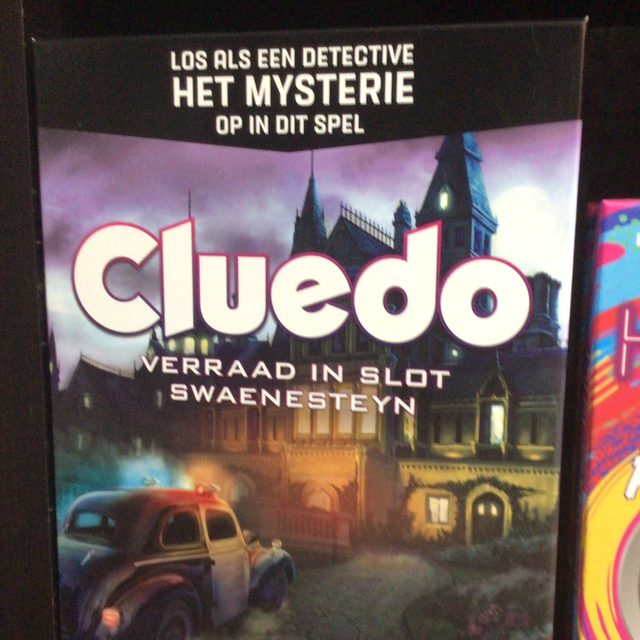 LOS ALS EEN DETECTIVE
HET MYSTERIE
OP IN DIT SPEL
Cluedo
VERRAAD IN SLOT
SWAENESTEYN